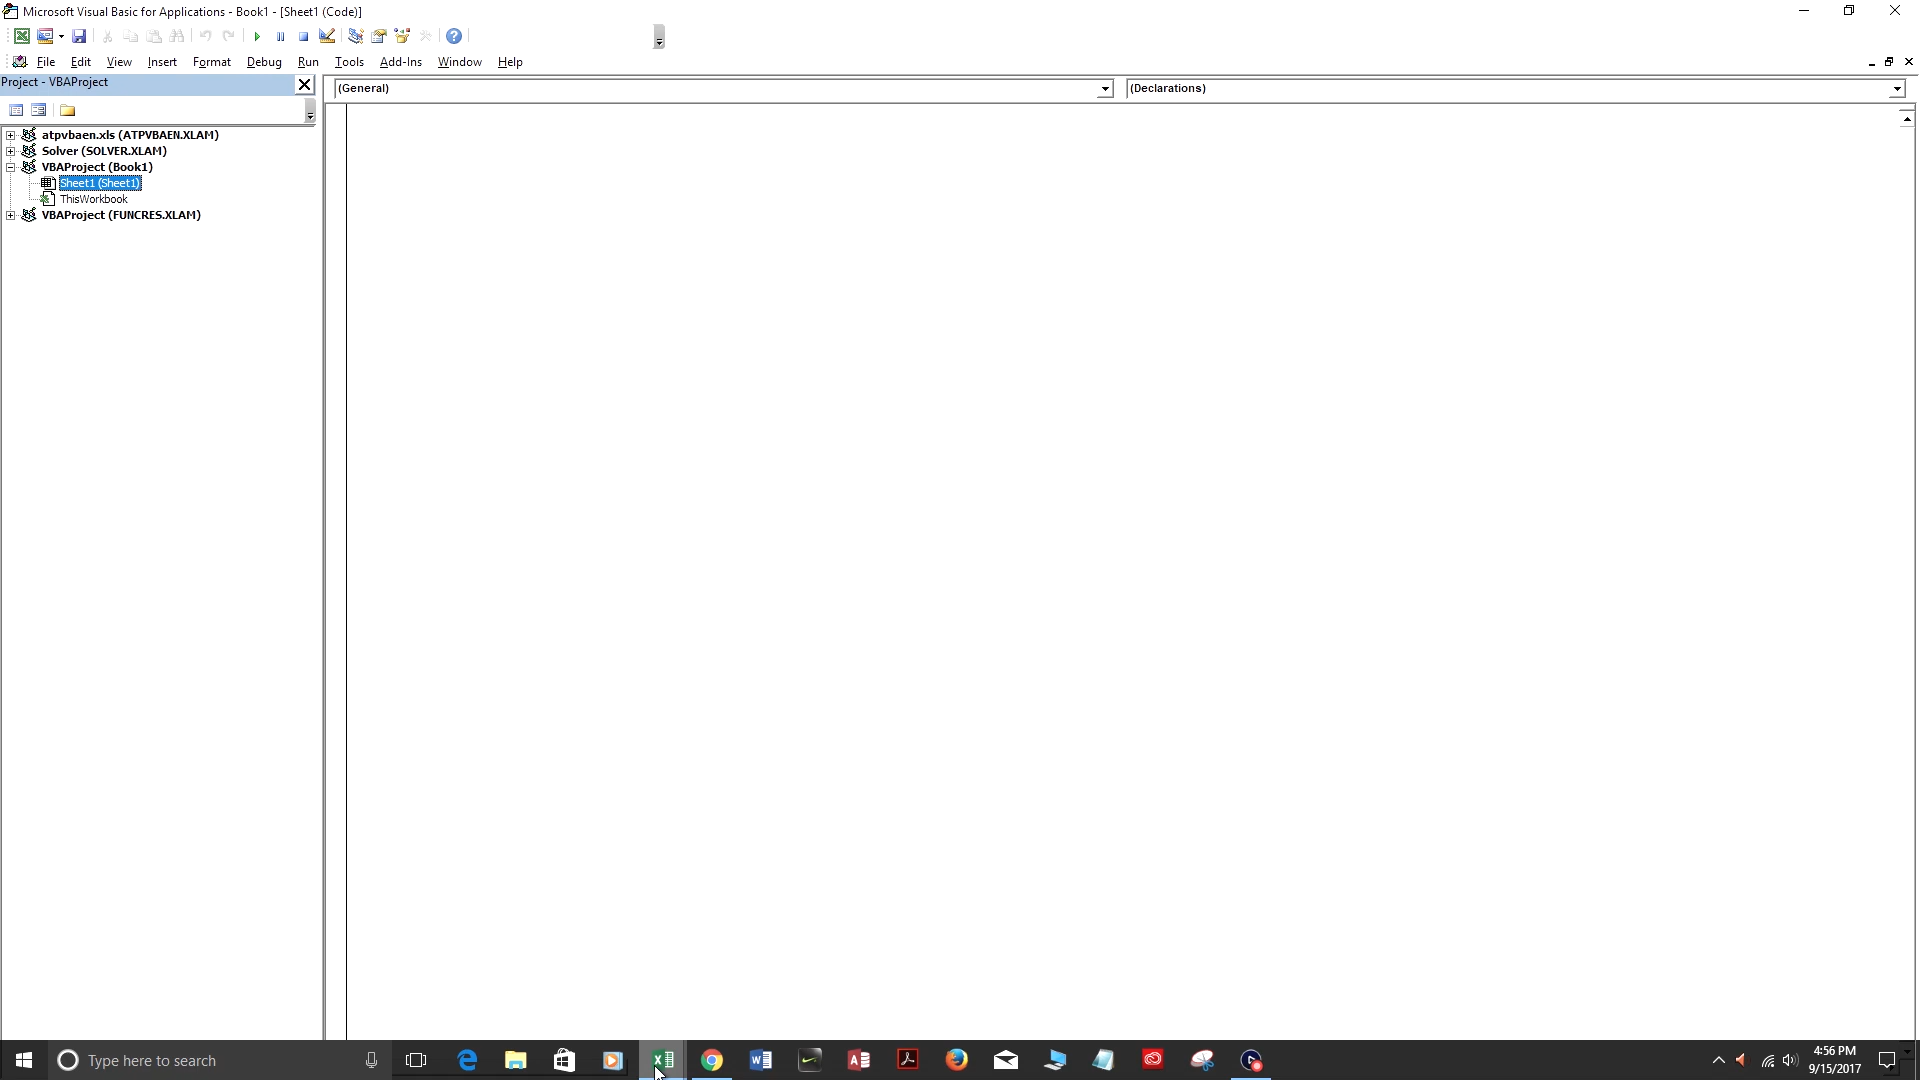 Microsoft Visual Basic for Applications - Book1 - [Sheet1 (Code)]
File Edit View Insert Format Debug Run Tools Add-Ins Window Help
Project - VBAProject
(General) (Declarations)
atpvbaen.xls (ATPVBAEN.XLAM)
Solver (SOLVER.XLAM)
VBAProject (Book1)
Sheet1 (Sheet1)
ThisWorkbook
VBAProject (FUNCRES.XLAM)
Type here to search
4:56 PM
9/15/2017